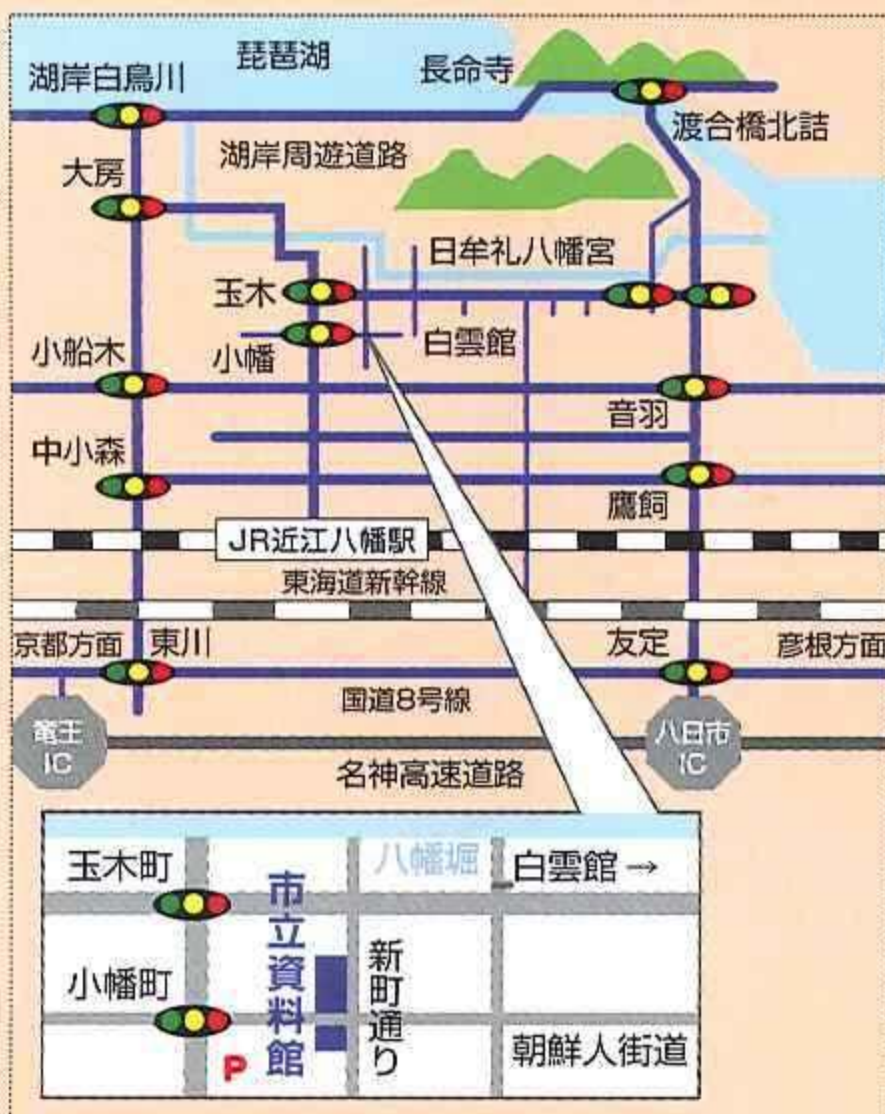 琵琶湖
長命寺
湖岸白鳥川
渡合橋北詰
湖岸周遊道路
大房
日牟礼八幡宮
玉木
小幡
白雲館
小船木
音羽
中小森
鷹飼
JR近江八幡駅
東海道新幹線
京都方面
東川
友定
彦根方面
国道8号線
竜王
IC
八日市
IC
名神高速道路
玉木町
八幡堀
白雲館→
市立資料館
新町通り
小幡町
朝鮮人街道
P